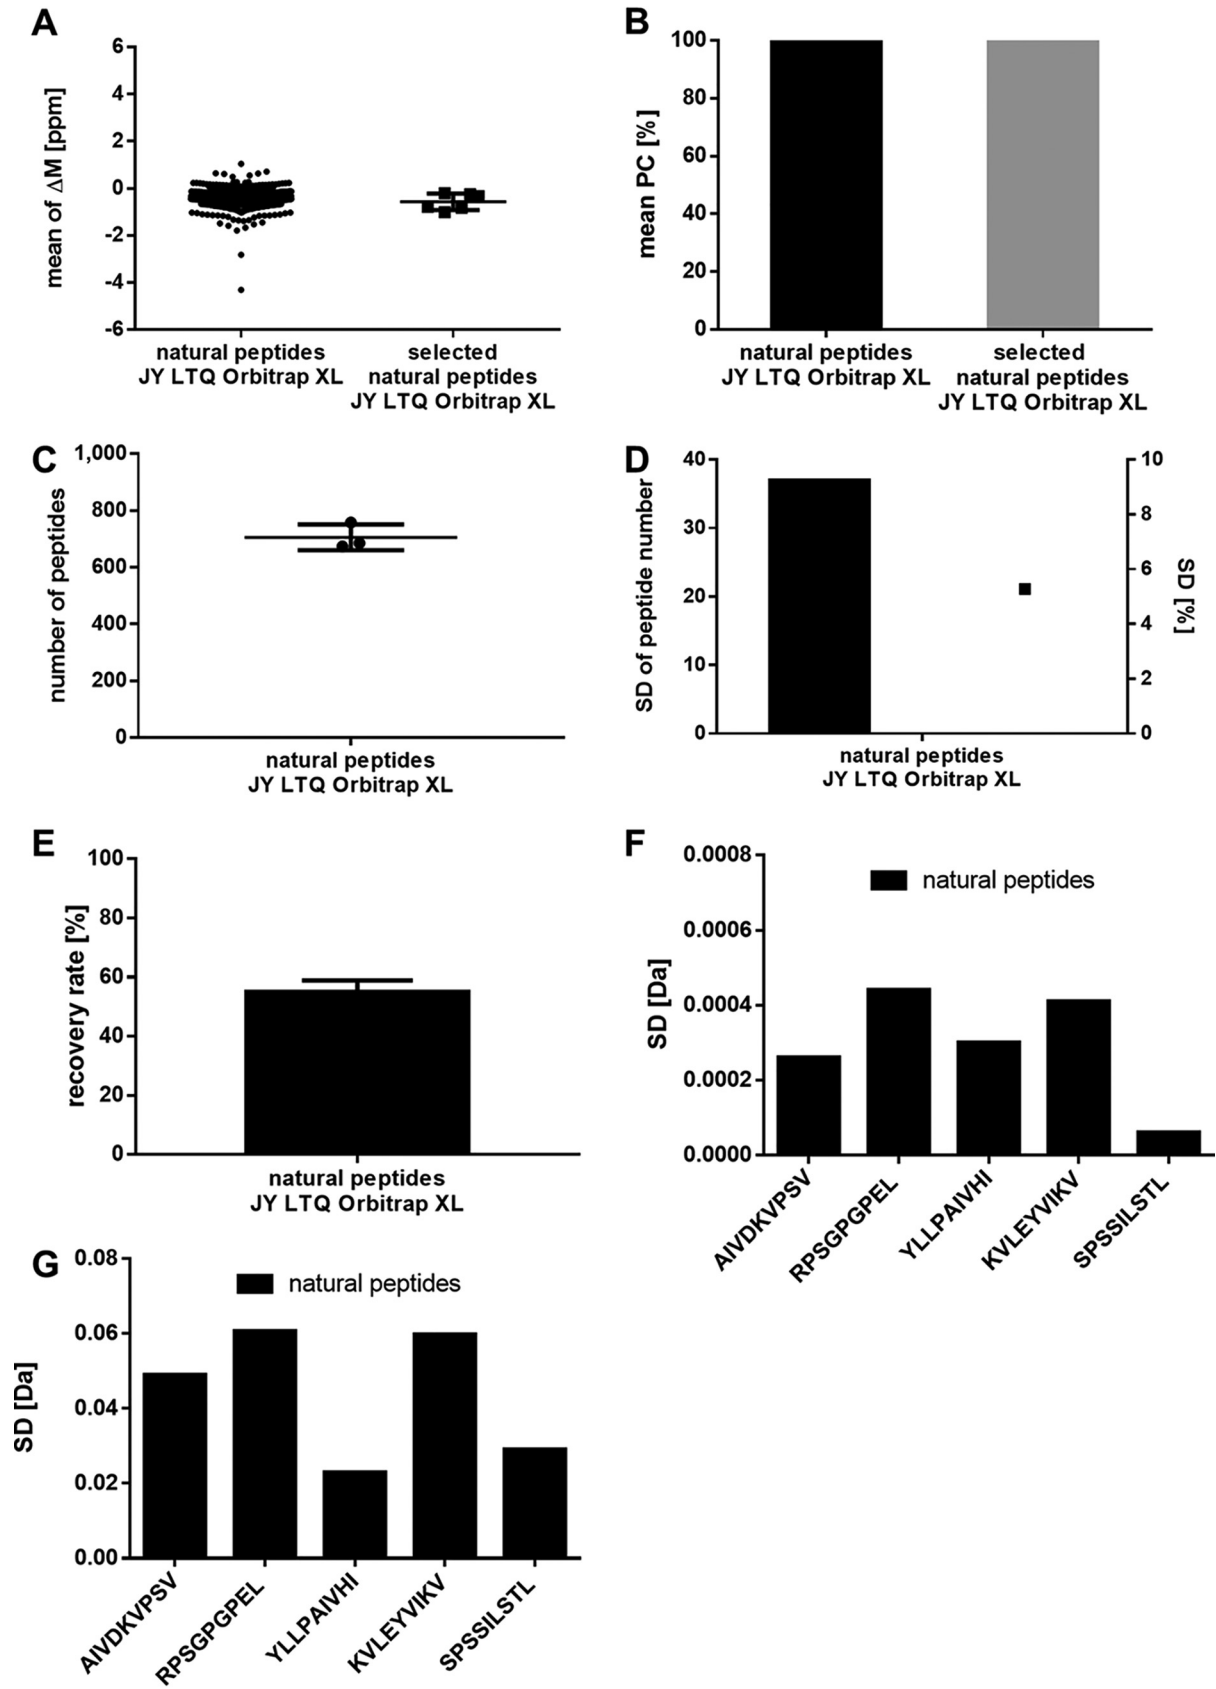 A
mean of ΔM [ppm]
6
4
2
0
-2
-4
-6
natural peptides
JY LTQ Orbitrap XL
selected
natural peptides
JY LTQ Orbitrap XL
B
mean PC [%]
100
80
60
40
20
0
natural peptides
JY LTQ Orbitrap XL
selected
natural peptides
JY LTQ Orbitrap XL
C
number of peptides
1,000
800
600
400
200
0
natural peptides
JY LTQ Orbitrap XL
D
SD of peptide number
40
30
20
10
0
10
8
6
4
2
0
SD [%]
natural peptides
JY LTQ Orbitrap XL
E
recovery rate [%]
100
80
60
40
20
0
natural peptides
JY LTQ Orbitrap XL
F
SD [Da]
0.0008
0.0006
0.0004
0.0002
0.0000
natural peptides
AIVDKVPSV
RPSGPGPEL
YLLPAIVHI
KVLEYVIKV
SPSSILSTL
G
SD [Da]
0.08
0.06
0.04
0.02
0.00
natural peptides
AIVDKVPSV
RPSGPGPEL
YLLPAIVHI
KVLEYVIKV
SPSSILSTL